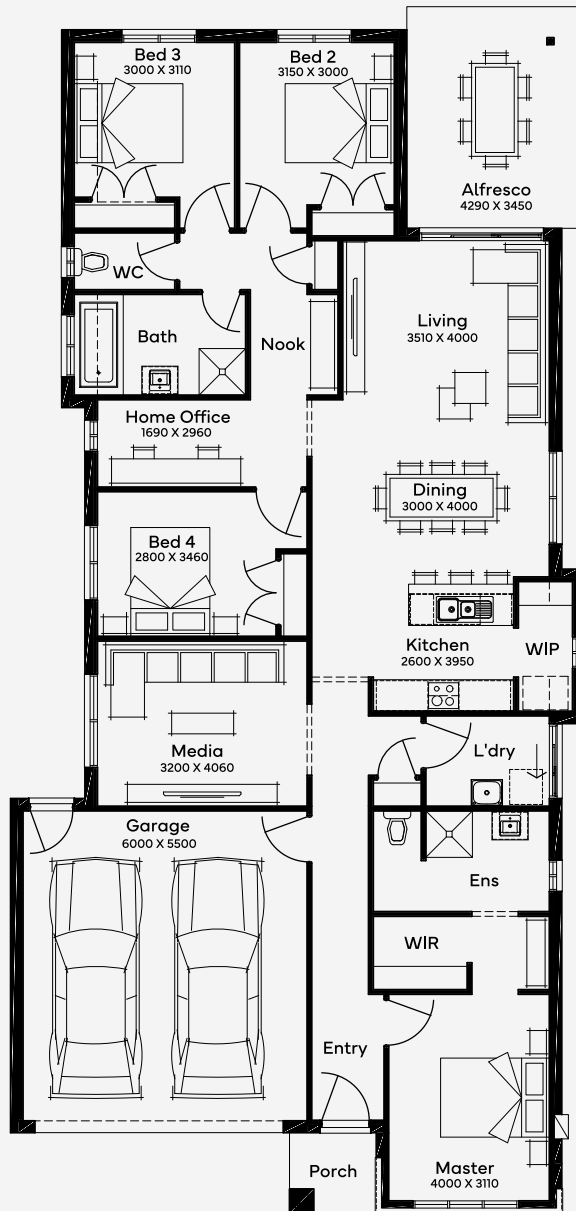 Bed 3
3000 X 3110
Bed 2
3150 X 3000
Alfresco
4290 X 3450
WC
Bath
Nook
Living
3510 X 4000
Home Office
1690 X 2960
Dining
3000 X 4000
Bed 4
2800 X 3460
Kitchen
2600 X 3950
WIP
Media
3200 X 4060
L'dry
Garage
6000 X 5500
Ens
WIR
Entry
Porch
Master
4000 X 3110